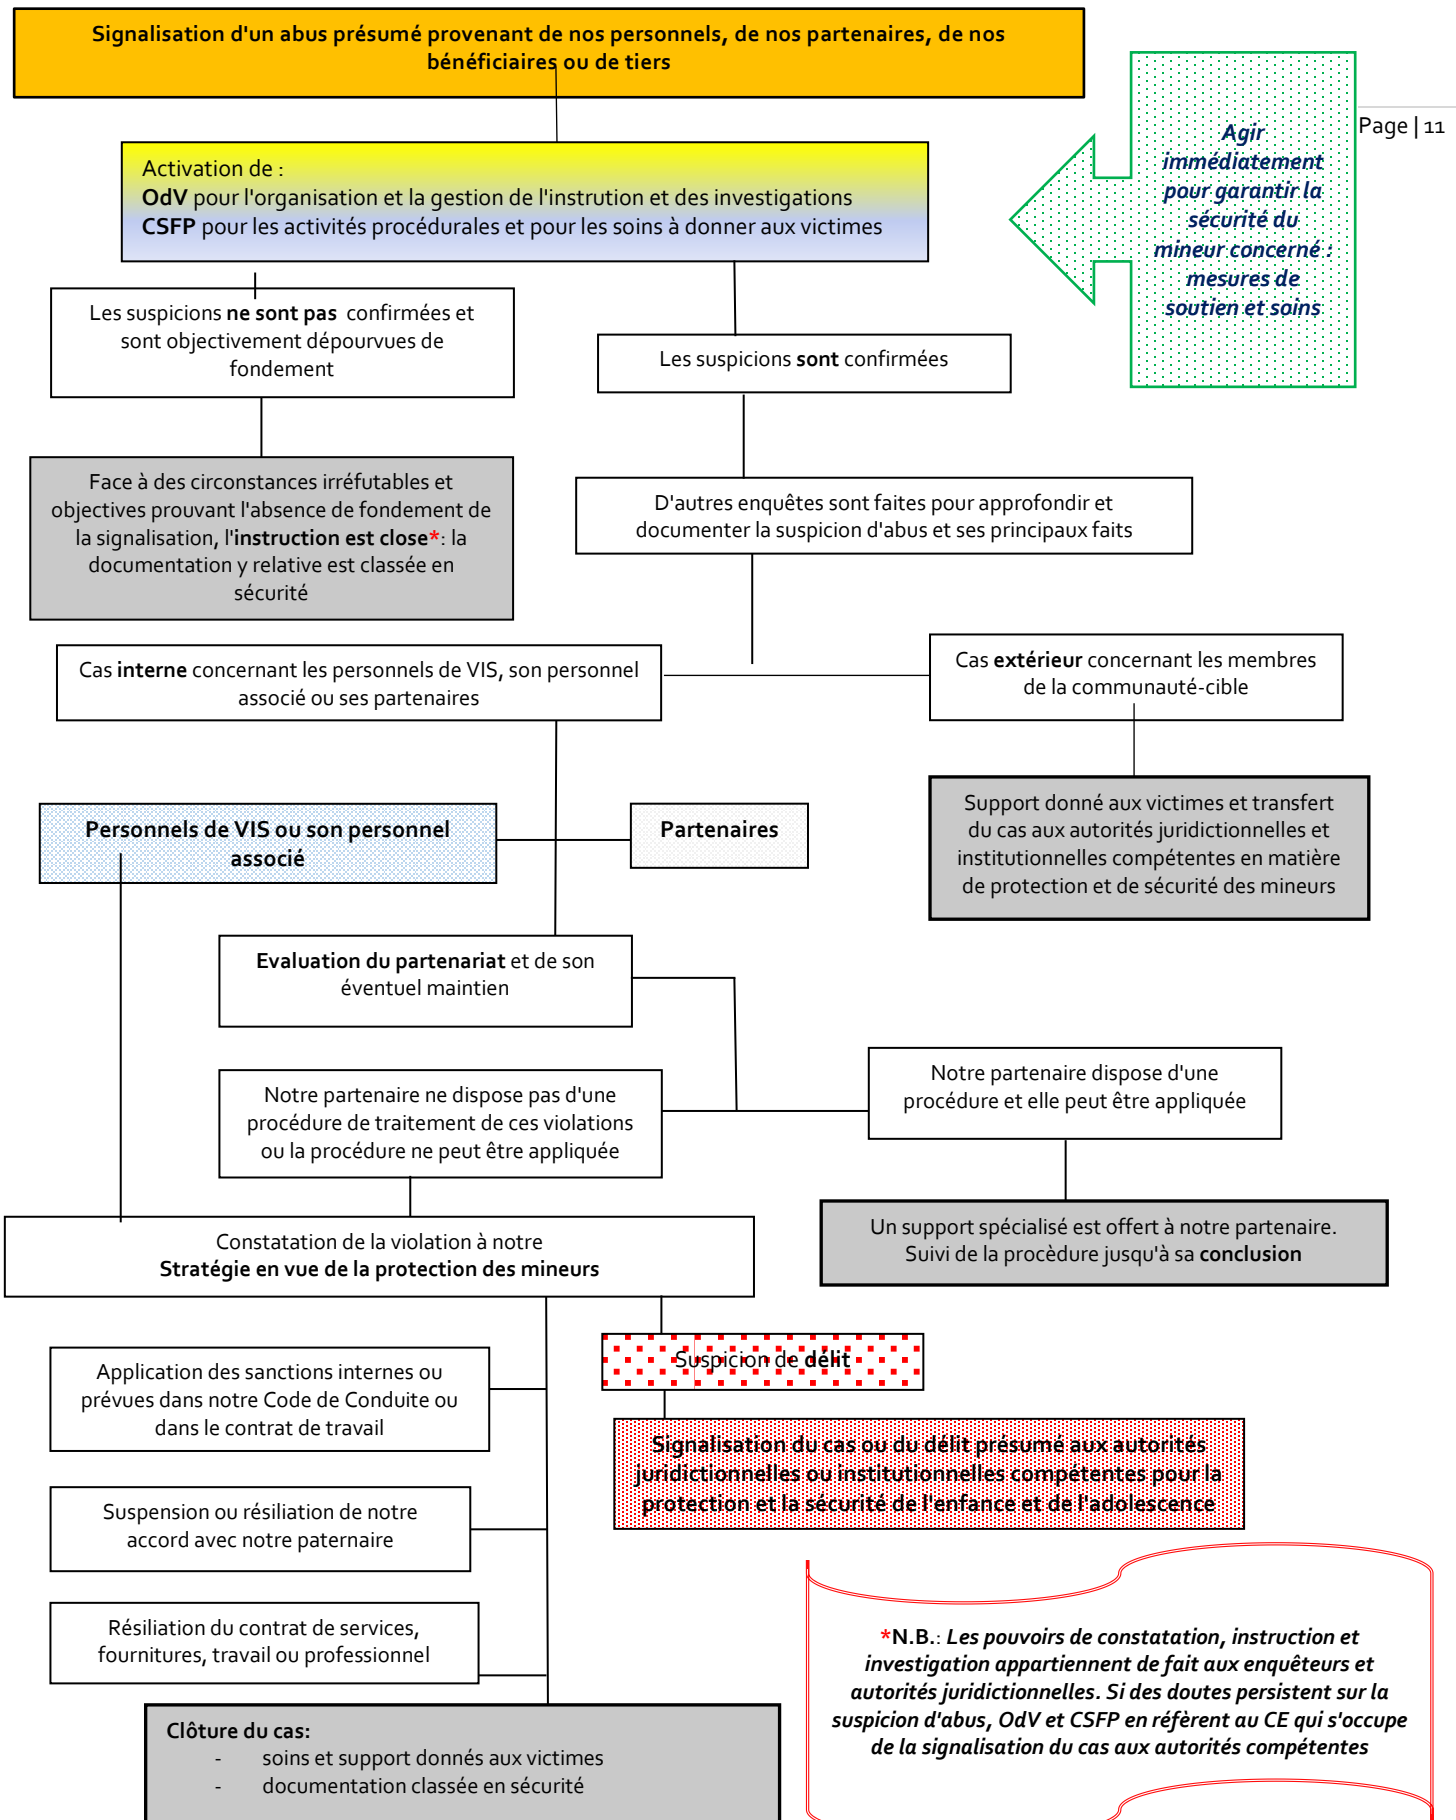 Signalisation d'un abus présumé provenant de nos personnels, de nos partenaires, de nos
bénéficiaires ou de tiers
Page | 11
Agir
immédiatement
pour garantir la
sécurité du
mineur concerné :
mesures de
soutien et soins
Activation de :
OdV pour l'organisation et la gestion de l'instrution et des investigations
CSFP pour les activités procédurales et pour les soins à donner aux victimes
Les suspicions ne sont pas confirmées et
sont objectivement dépourvues de
fondement
Les suspicions sont confirmées
Face à des circonstances irréfutables et
objectives prouvant l'absence de fondement de
la signalisation, l'instruction est close*: la
documentation y relative est classée en
sécurité
D'autres enquêtes sont faites pour approfondir et
documenter la suspicion d'abus et ses principaux faits
Cas interne concernant les personnels de VIS, son personnel
associé ou ses partenaires
Cas extérieur concernant les membres
de la communauté-cible
Support donné aux victimes et transfert
du cas aux autorités juridictionnelles et
institutionnelles compétentes en matière
de protection et de sécurité des mineurs
Personnels de VIS ou son personnel
associé
Partenaires
Evaluation du partenariat et de son
éventuel maintien
Notre partenaire ne dispose pas d'une
procédure de traitement de ces violations
ou la procédure ne peut être appliquée
Notre partenaire dispose d'une
procédure et elle peut être appliquée
Un support spécialisé est offert à notre partenaire.
Suivi de la procèdure jusqu'à sa conclusion
Constatation de la violation à notre
Stratégie en vue de la protection des mineurs
Suspicion de délit
Application des sanctions internes ou
prévues dans notre Code de Conduite ou
dans le contrat de travail
Signalisation du cas ou du délit présumé aux autorités
juridictionnelles ou institutionnelles compétentes pour la
protection et la sécurité de l'enfance et de l'adolescence
Suspension ou résiliation de notre
accord avec notre paternaire
Résiliation du contrat de services,
fournitures, travail ou professionnel
*N.B.: Les pouvoirs de constatation, instruction et
investigation appartiennent de fait aux enquêteurs et
autorités juridictionnelles. Si des doutes persistent sur la
suspicion d'abus, OdV et CSFP en réfèrent au CE qui s'occupe
de la signalisation du cas aux autorités compétentes
Clôture du cas:
- soins et support donnés aux victimes
- documentation classée en sécurité